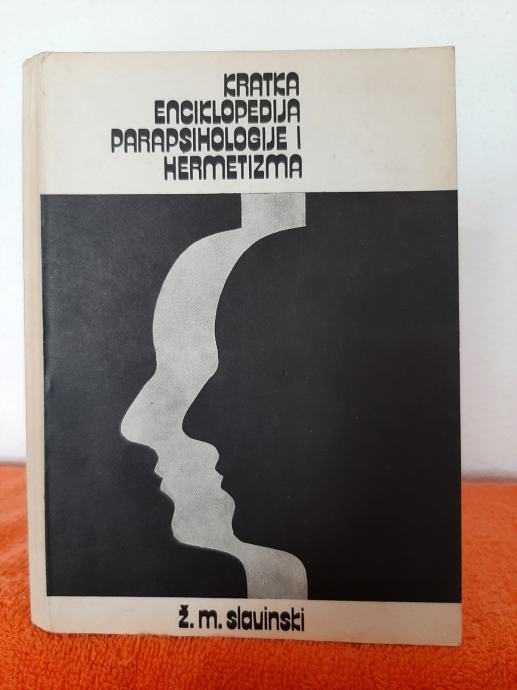 KRATKA
ENCIKLOPEDIJA
PARAPSIHOLOGIJE I
HERMETIZMA
ž. m. slavinski